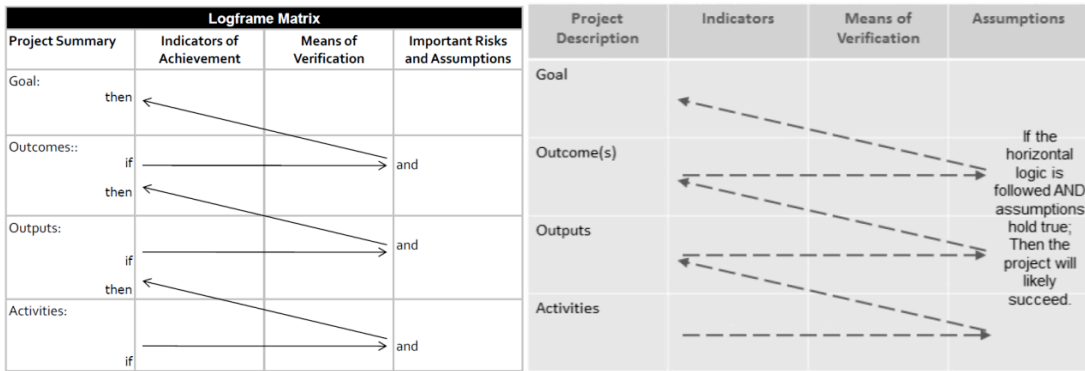 Logframe Matrix
Project Summary
Indicators of
Achievement
Means of
Verification
Important Risks
and Assumptions
Goal:
then
Outcomes::
if
and
then
Outputs:
and
if
then
Activities:
and
if
Project
Description
Indicators
Means of
Verification
Assumptions
Goal
Outcome(s)
Outputs
Activities
If the
horizontal
logic is
followed AND
assumptions
hold true;
Then the
project will
likely
succeed.